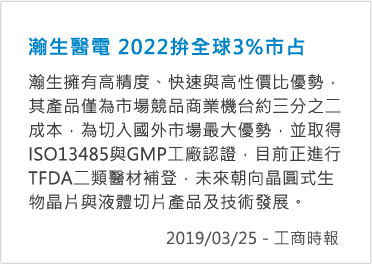 瀚生醫電 2022拚全球3%市占
瀚生擁有高精度、快速與高性價比優勢，
其產品僅為市場競品商業機台約三分之二
成本，為切入國外市場最大優勢，並取得
ISO13485與GMP工廠認證，目前正進行
TFDA二類醫材補登，未來朝向晶圓式生
物晶片與液體切片產品及技術發展。
2019/03/25 - 工商時報